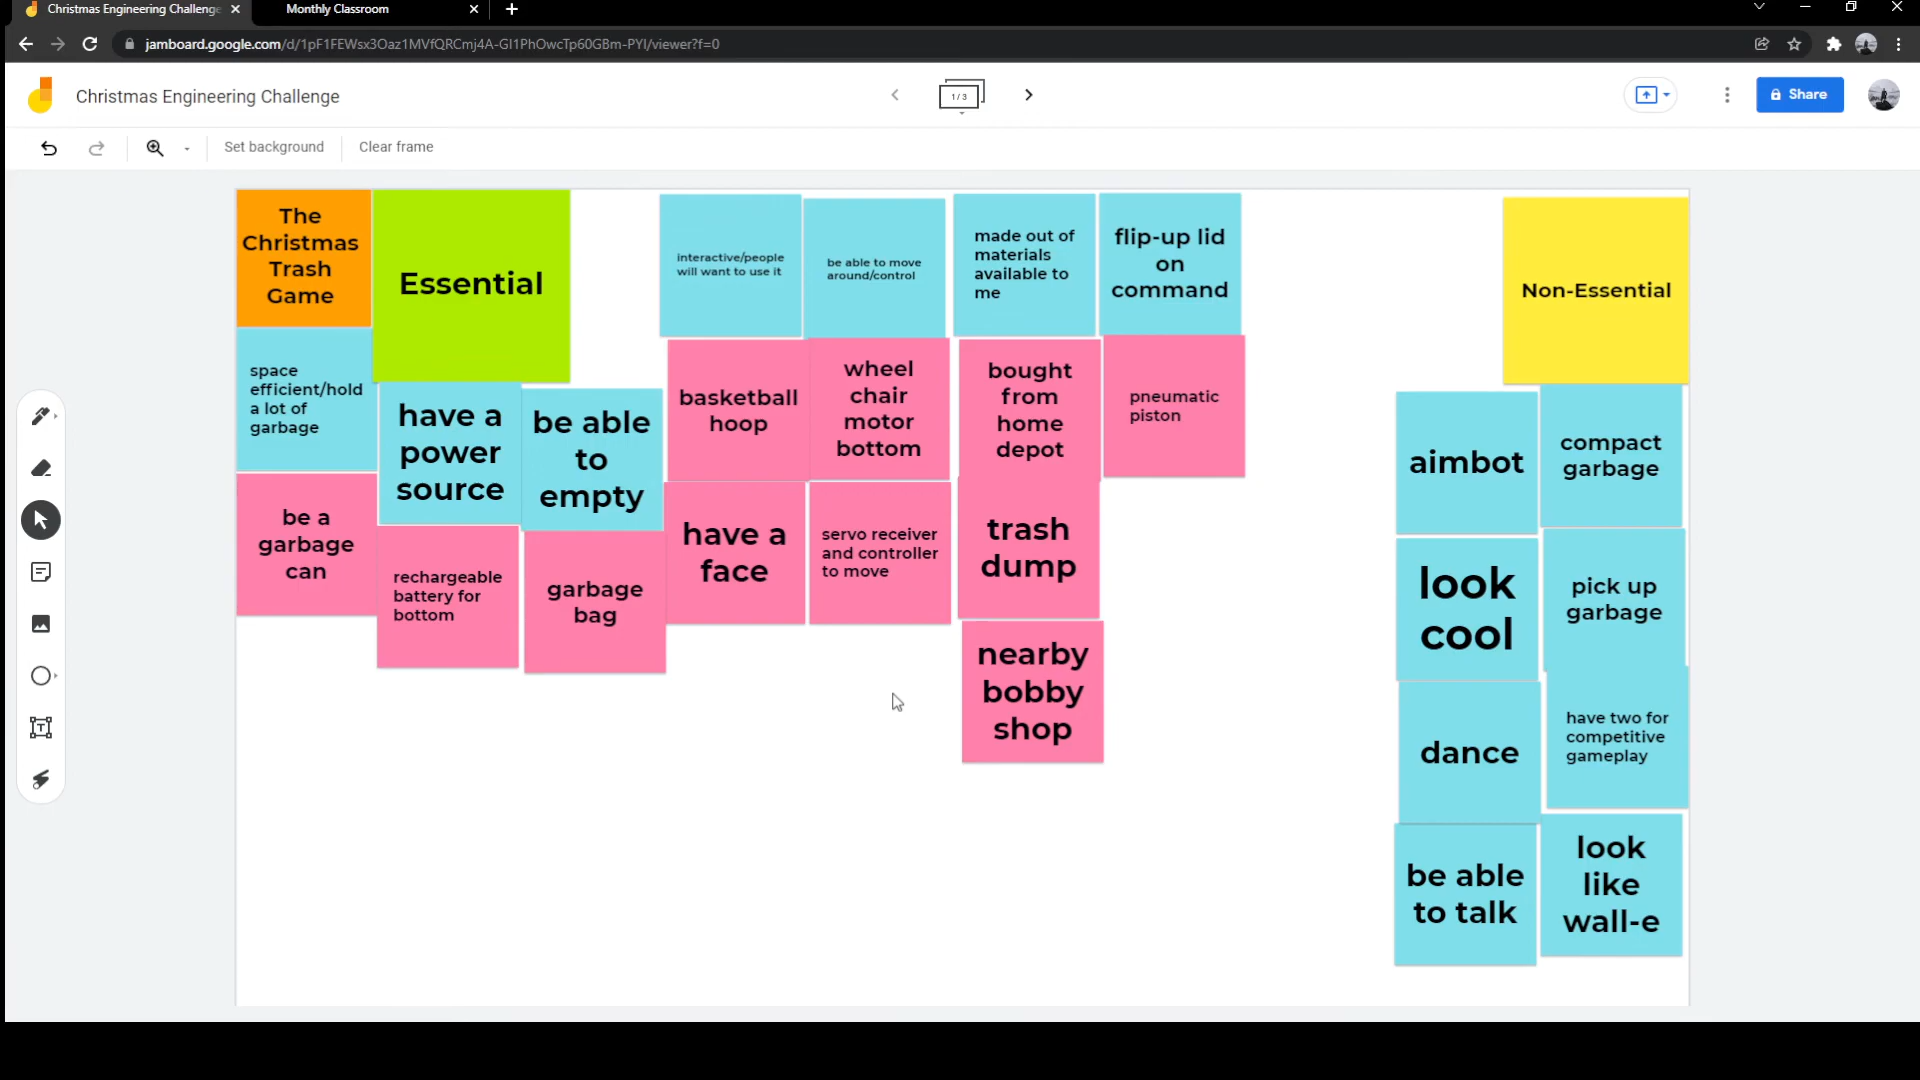 Christmas Engineering Challenge
Monthly Classroom
jamboard.google.com/d/1pF1FEWsx3Oaz1MVfQRCmj4A-GI1PhOwcTp60GBm-PYI/viewer?f=0
Christmas Engineering Challenge
1/3
Share
Set background
Clear frame
The
Christmas
Trash
Game
Essential
interactive/people
will want to use it
be able to move
around/control
made out of
materials
available to
me
flip-up lid
on
command
Non-Essential
space
efficient/hold
a lot of
garbage
have a
power
source
be able
to
empty
basketball
hoop
wheel
chair
motor
bottom
bought
from
home
depot
pneumatic
piston
aimbot
compact
garbage
be a
garbage
can
rechargeable
battery for
bottom
garbage
bag
have a
face
servo receiver
and controller
to move
trash
dump
look
cool
pick up
garbage
nearby
bobby
shop
dance
have two for
competitive
gameplay
be able
to talk
look
like
wall-e